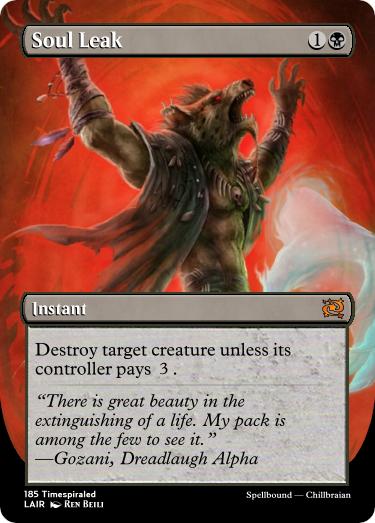 Soul Leak 1
Instant
Destroy target creature unless its
controller pays 3 .
“There is great beauty in the
extinguishing of a life. My pack is
among the few to see it.”
—Gozani, Dreadlaugh Alpha
185 Timespiraled
LAIR REN BEILI
Spellbound — Chillbraian